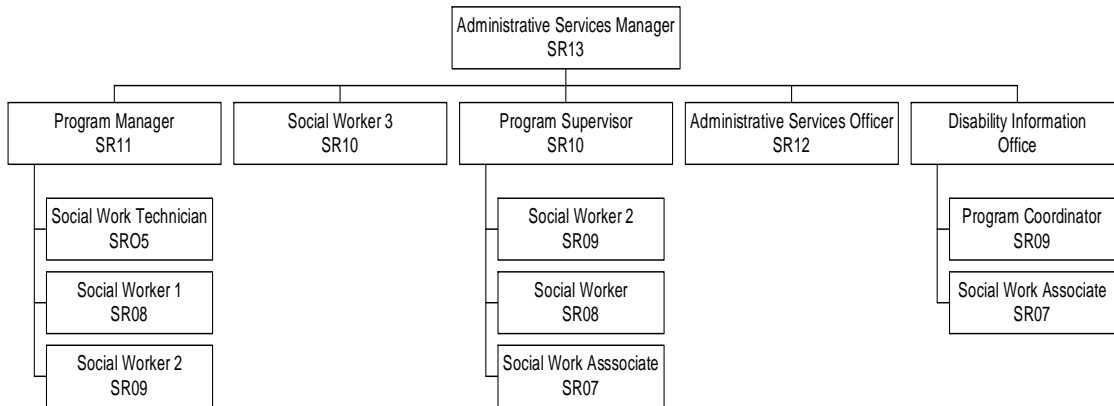 Administrative Services Manager
SR13
Program Manager
SR11
Social Worker 3
SR10
Program Supervisor
SR10
Administrative Services Officer
SR12
Disability Information
Office
Social Work Technician
SRO5
Social Worker 1
SR08
Social Worker 2
SR09
Social Worker 2
SR09
Social Worker
SR08
Social Work Asssociate
SR07
Program Coordinator
SR09
Social Work Associate
SR07